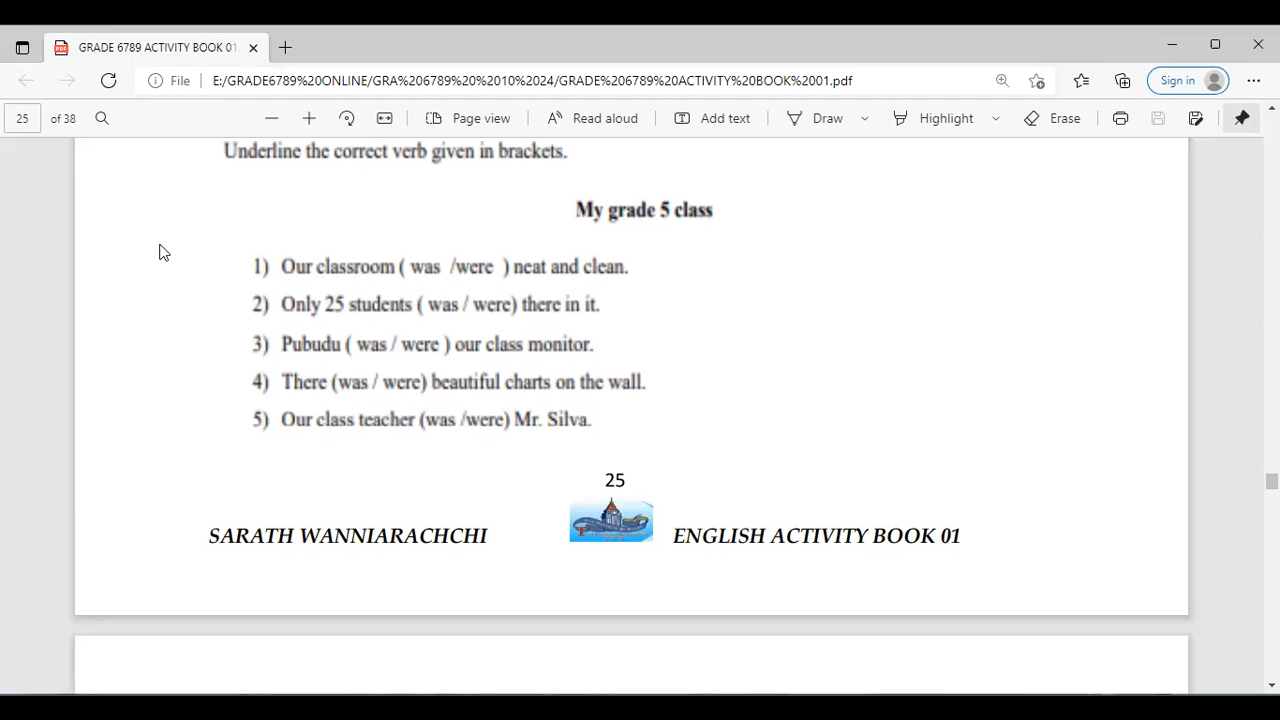 GRADE 6789 ACTIVITY BOOK 01
File E:/GRADE6789%20ONLINE/GRA%206789%20%2010%2024/GRADE%206789%20ACTIVITY%20BOOK%2001.pdf Sign in
25 of 38 Page view Read aloud Add text Draw Highlight Erase
Underline the correct verb given in brackets.
My grade 5 class
1) Our classroom ( was /were ) neat and clean.
2) Only 25 students ( was / were) there in it.
3) Pubudu ( was / were ) our class monitor.
4) There (was / were) beautiful charts on the wall.
5) Our class teacher (was /were) Mr. Silva.
25
SARATH WANNIARACHCHI ENGLISH ACTIVITY BOOK 01